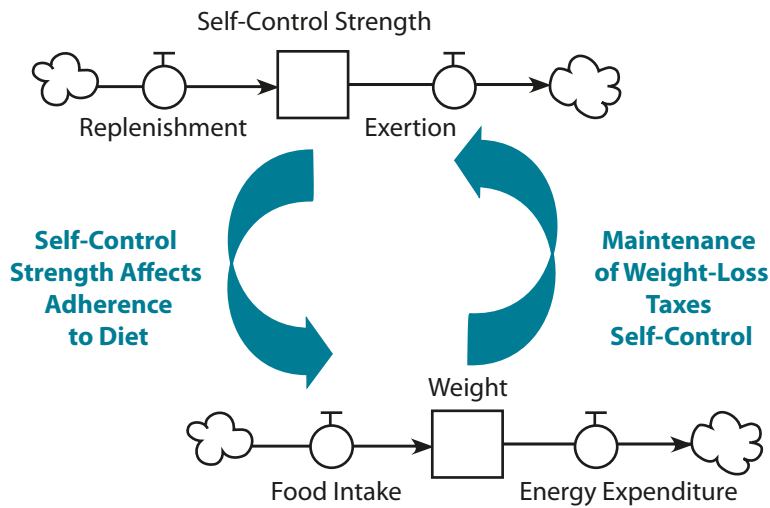 Self-Control Strength
Replenishment
Exertion
Self-Control
Strength Affects
Adherence
to Diet
Maintenance
of Weight-Loss
Taxes
Self-Control
Weight
Food Intake
Energy Expenditure